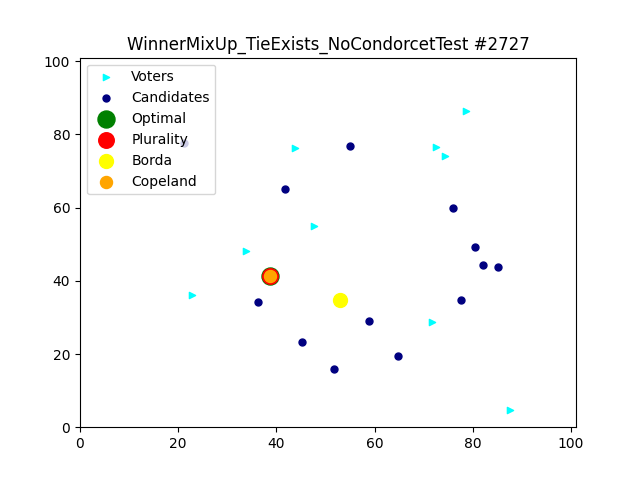 WinnerMixUp_TieExists_NoCondorcetTest #2727
100
80
60
40
20
0
Voters
Candidates
Optimal
Plurality
Borda
Copeland
0 20 40 60 80 100